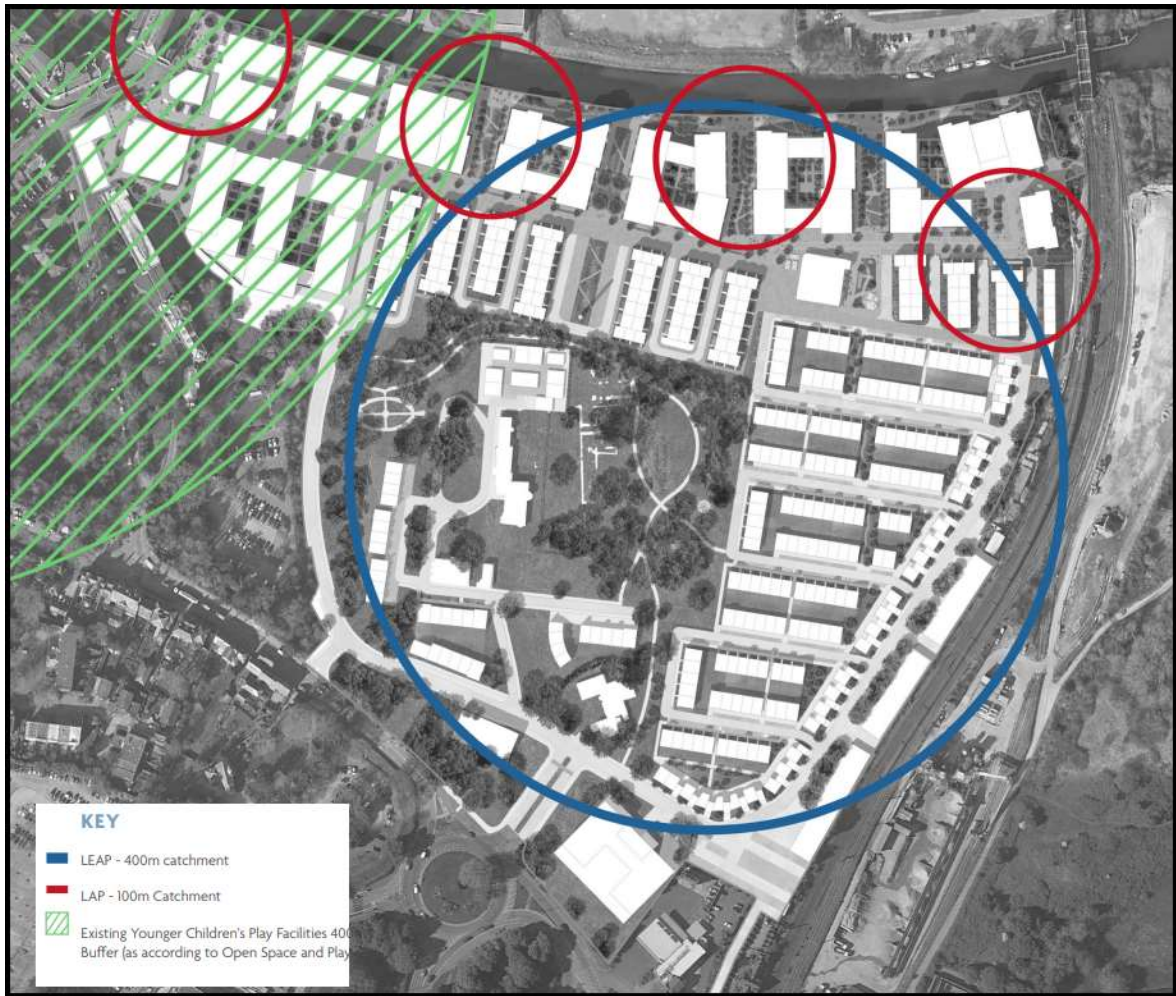 KEY
LEAP - 400m catchment
LAP - 100m Catchment
Existing Younger Children's Play Facilities 400
Buffer (as according to Open Space and Play